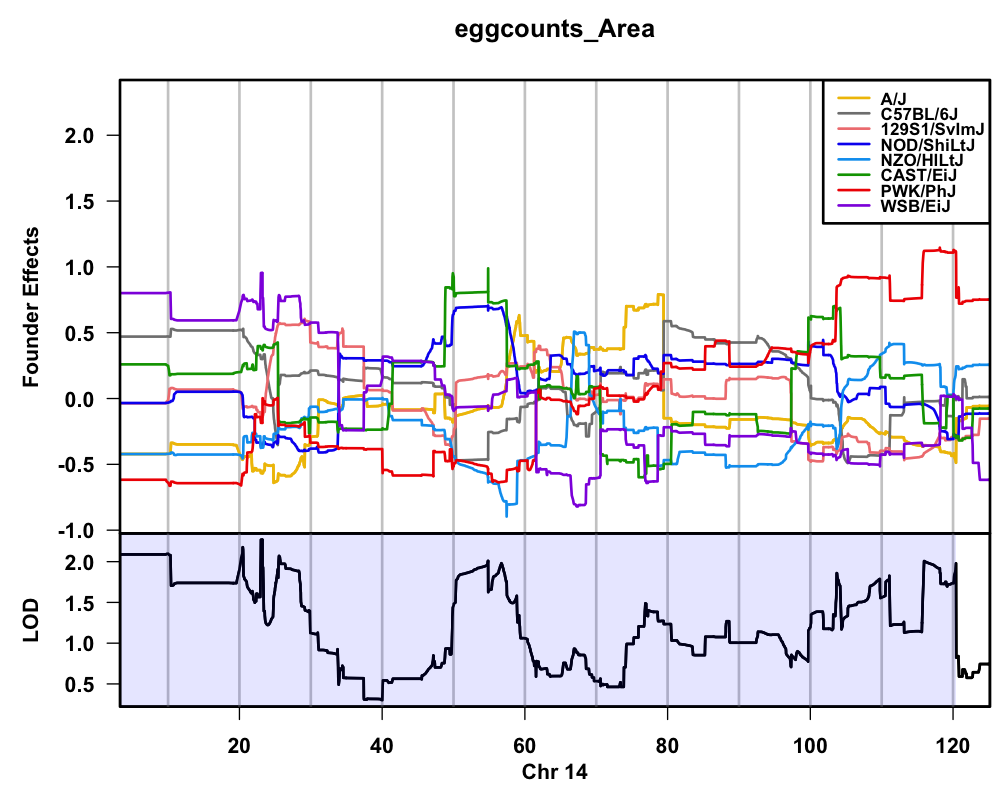 eggcounts_Area
A/J
C57BL/6J
129S1/SvImJ
NOD/ShiLtJ
NZO/HlLtJ
CAST/EiJ
PWK/PhJ
WSB/EiJ
Founder Effects
2.0
1.5
1.0
0.5
0.0
-0.5
-1.0
LOD
2.0
1.5
1.0
0.5
20 40 60 80 100 120
Chr 14